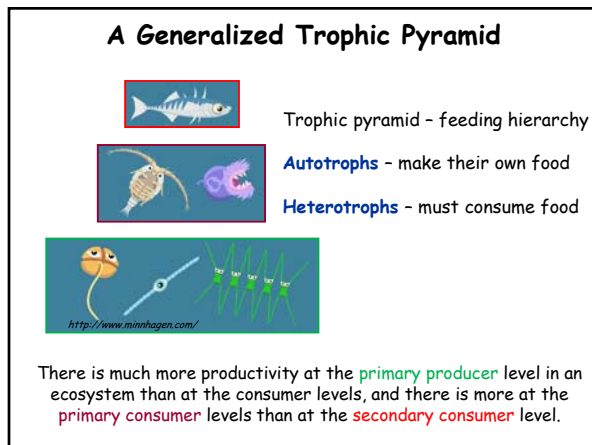 A Generalized Trophic Pyramid
Trophic pyramid – feeding hierarchy
Autotrophs – make their own food
Heterotrophs – must consume food
http://www.minnhagen.com/
There is much more productivity at the primary producer level in an
ecosystem than at the consumer levels, and there is more at the
primary consumer levels than at the secondary consumer level.